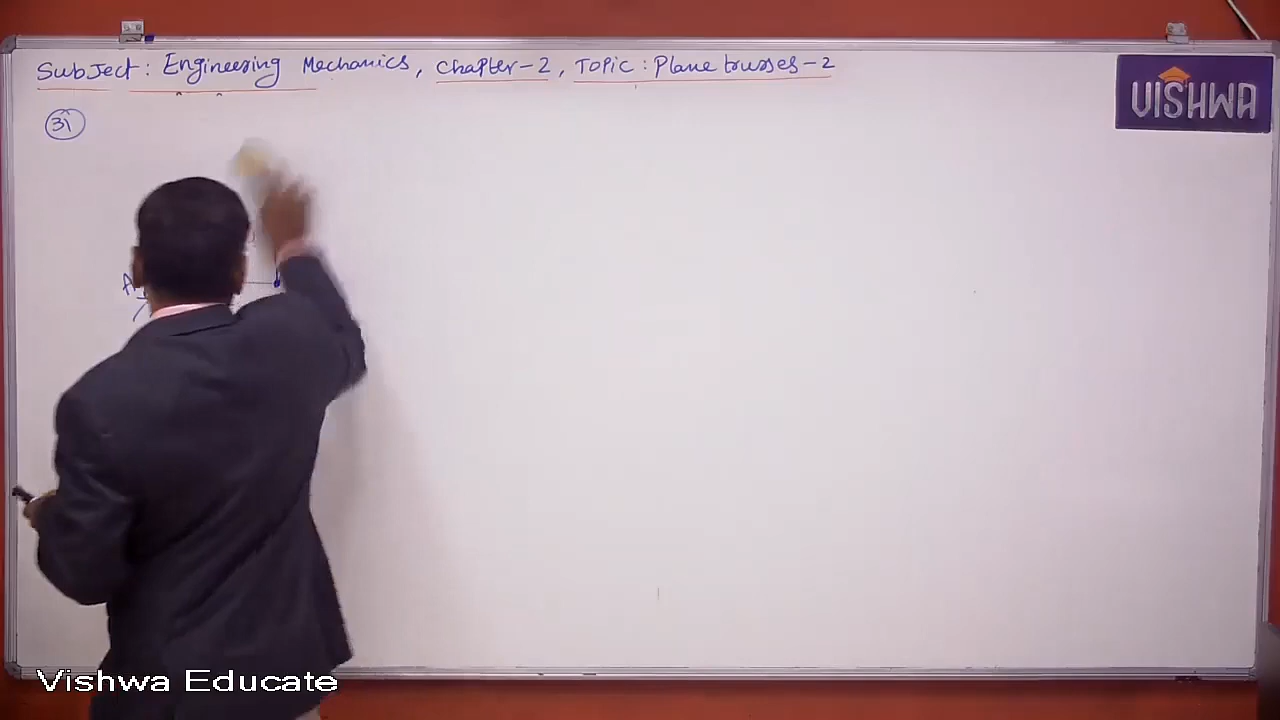 Subject: Engineering Mechanics, Chapter-2, Topic: Plane trusses-2
VISHWA
31
A
Vishwa Educate